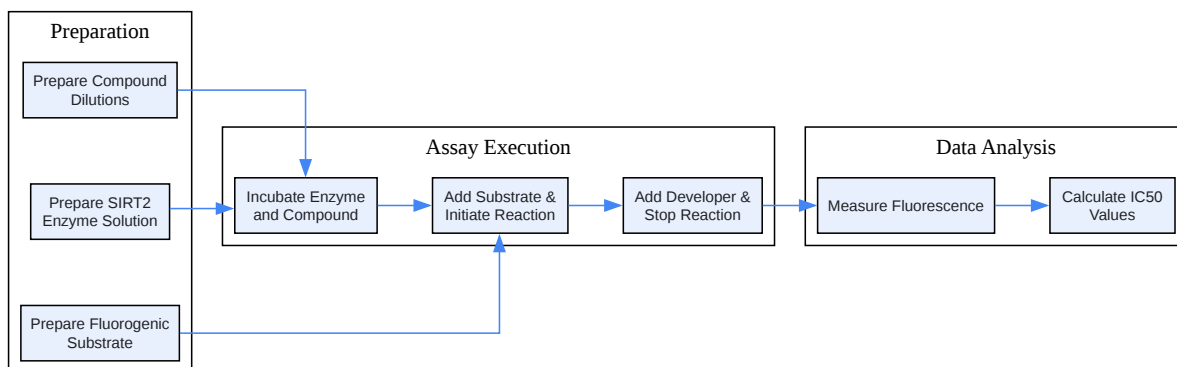 Preparation
Prepare Compound
Dilutions
Prepare SIRT2
Enzyme Solution
Prepare Fluorogenic
Substrate
Assay Execution
Incubate Enzyme
and Compound
Add Substrate &
Initiate Reaction
Add Developer &
Stop Reaction
Data Analysis
Measure Fluorescence
Calculate IC50
Values